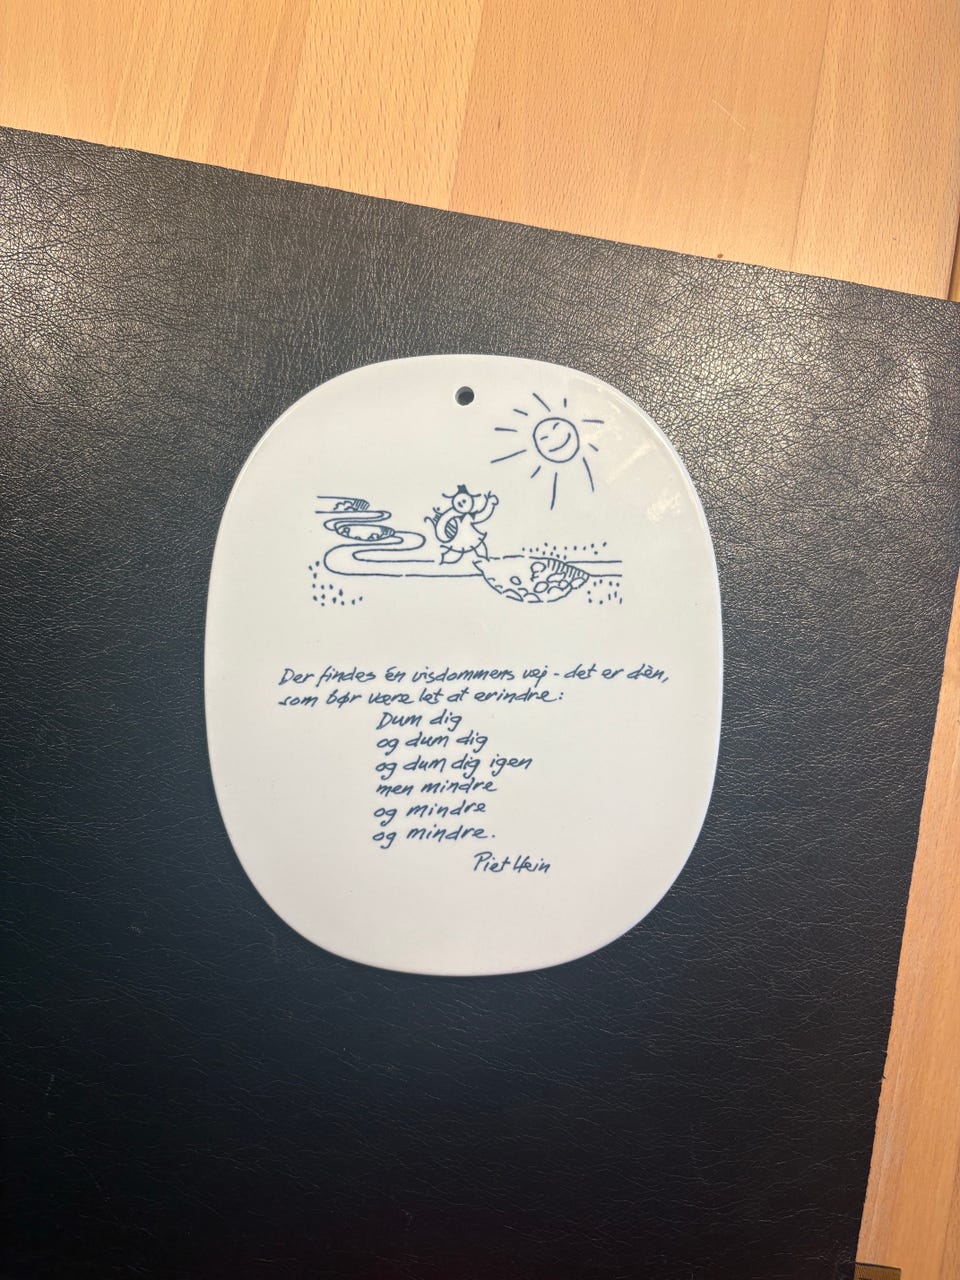 Der findes én visdommens vej - det er dèn,
som bør være let at erindre:
Dum dig
og dum dig
og dum dig igen
men mindre
og mindre
og mindre.
Piet Hein